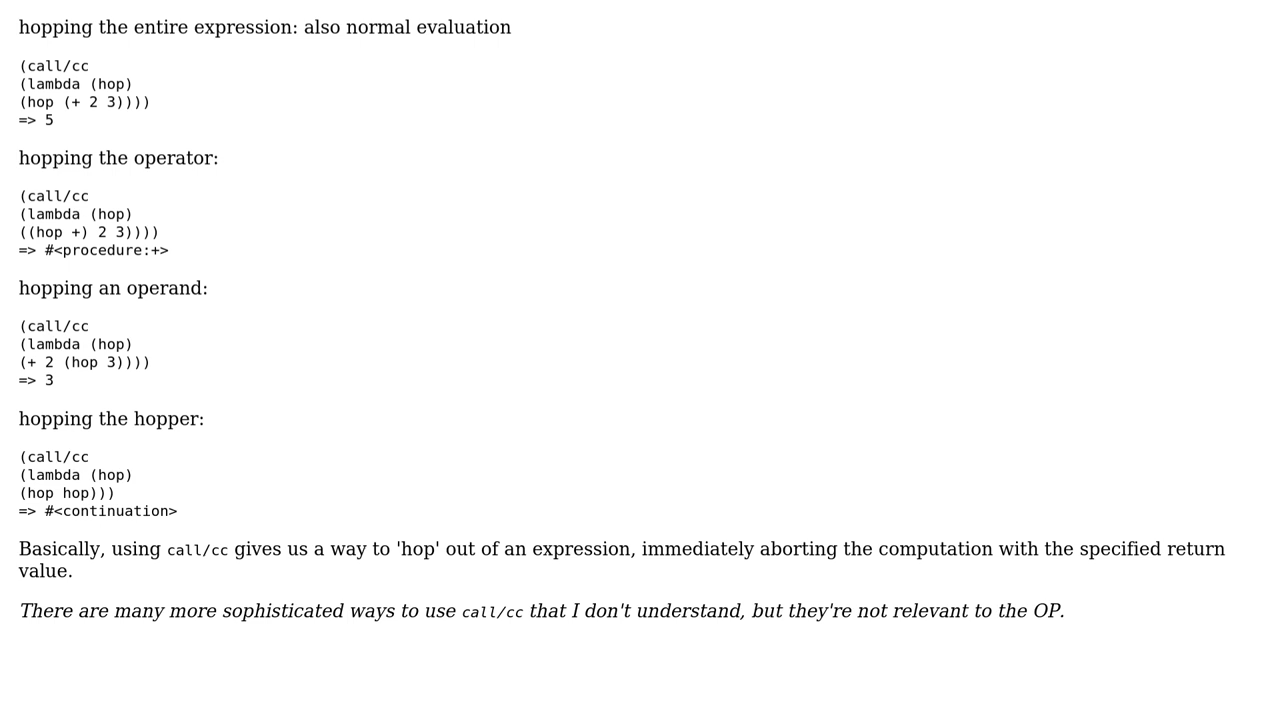 hopping the entire expression: also normal evaluation
(call/cc
(lambda (hop)
(hop (+ 2 3))))
=> 5
hopping the operator:
(call/cc
(lambda (hop)
((hop +) 2 3))))
=> #<procedure:+>
hopping an operand:
(call/cc
(lambda (hop)
(+ 2 (hop 3))))
=> 3
hopping the hopper:
(call/cc
(lambda (hop)
(hop hop)))
=> #<continuation>
Basically, using call/cc gives us a way to 'hop' out of an expression, immediately aborting the computation with the specified return
value.
There are many more sophisticated ways to use call/cc that I don't understand, but they're not relevant to the OP.